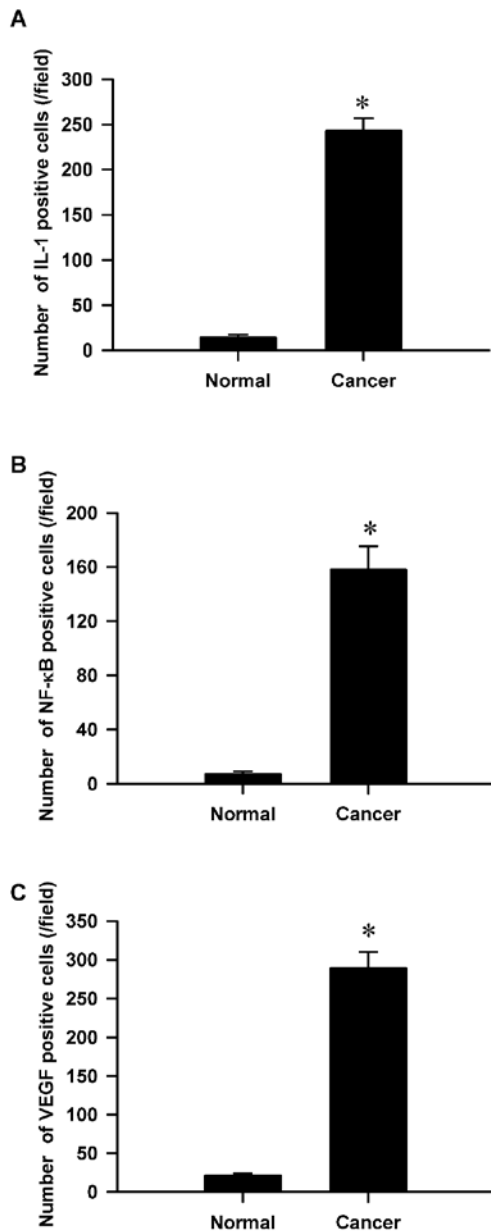 A
Number of IL-1 positive cells (/field)
300
250
200
150
100
50
0
*
Normal Cancer
B
Number of NF-κB positive cells (/field)
200
160
120
80
40
0
*
Normal Cancer
C
Number of VEGF positive cells (/field)
350
300
250
200
150
100
50
0
*
Normal Cancer